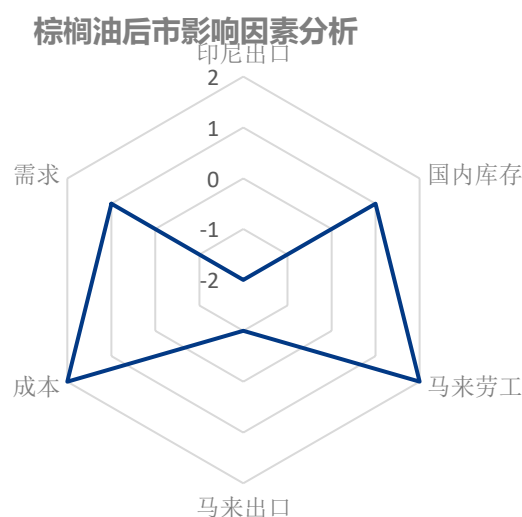 棕榈油后市影响因素分析
印尼出口
2
1
需求
0
国内库存
-1
-2
成本
马来劳工
马来出口